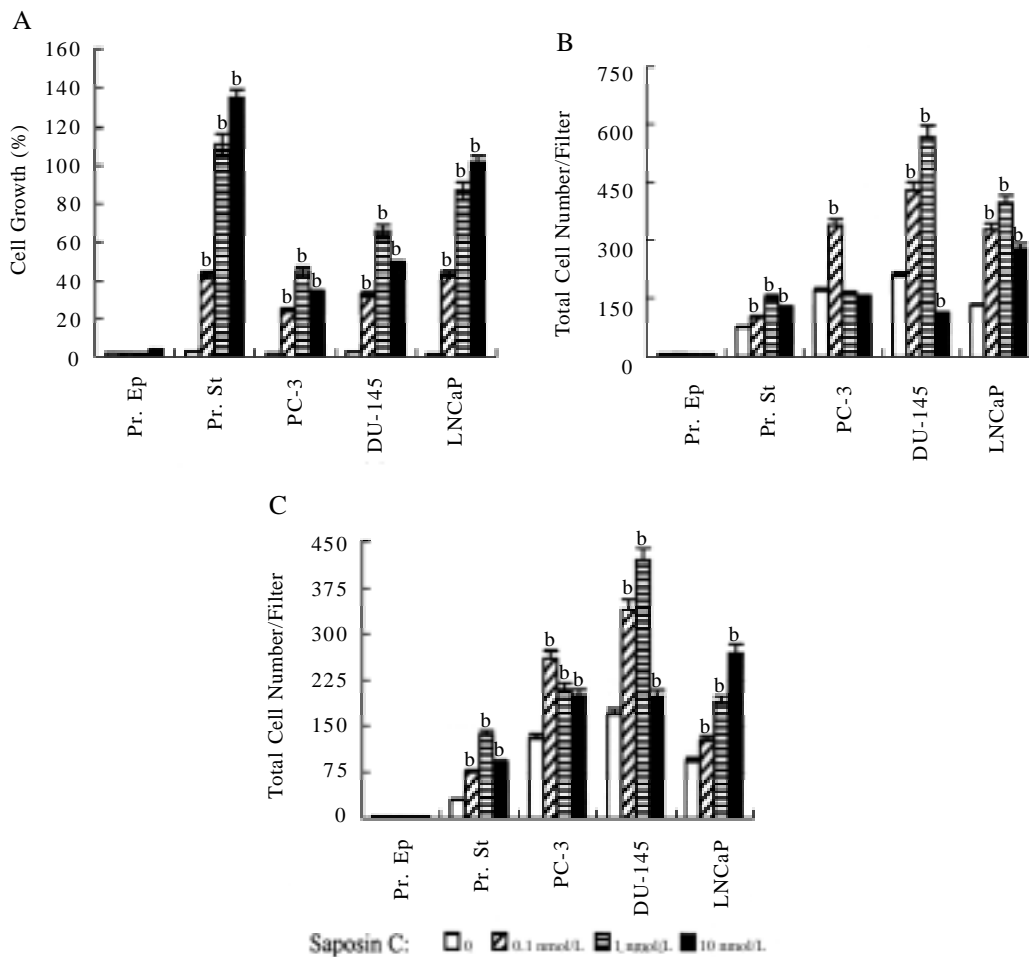 A
Cell Growth (%)
160
140
120
100
80
60
40
20
0
b
b
b
b
b
b
b
b
b
b
b
b
Pr. Ep
Pr. St
PC-3
DU-145
LNCaP
B
Total Cell Number/Filter
750
600
450
300
150
0
b
b
b
b
b
b
b
b
b
b
Pr. Ep
Pr. St
PC-3
DU-145
LNCaP
C
Total Cell Number/Filter
450
375
300
225
150
75
0
b
b
b
b
b
b
b
b
b
b
b
b
Pr. Ep
Pr. St
PC-3
DU-145
LNCaP
Saposin C: 0 0.1 nmol/L 1 nmol/L 10 nmol/L